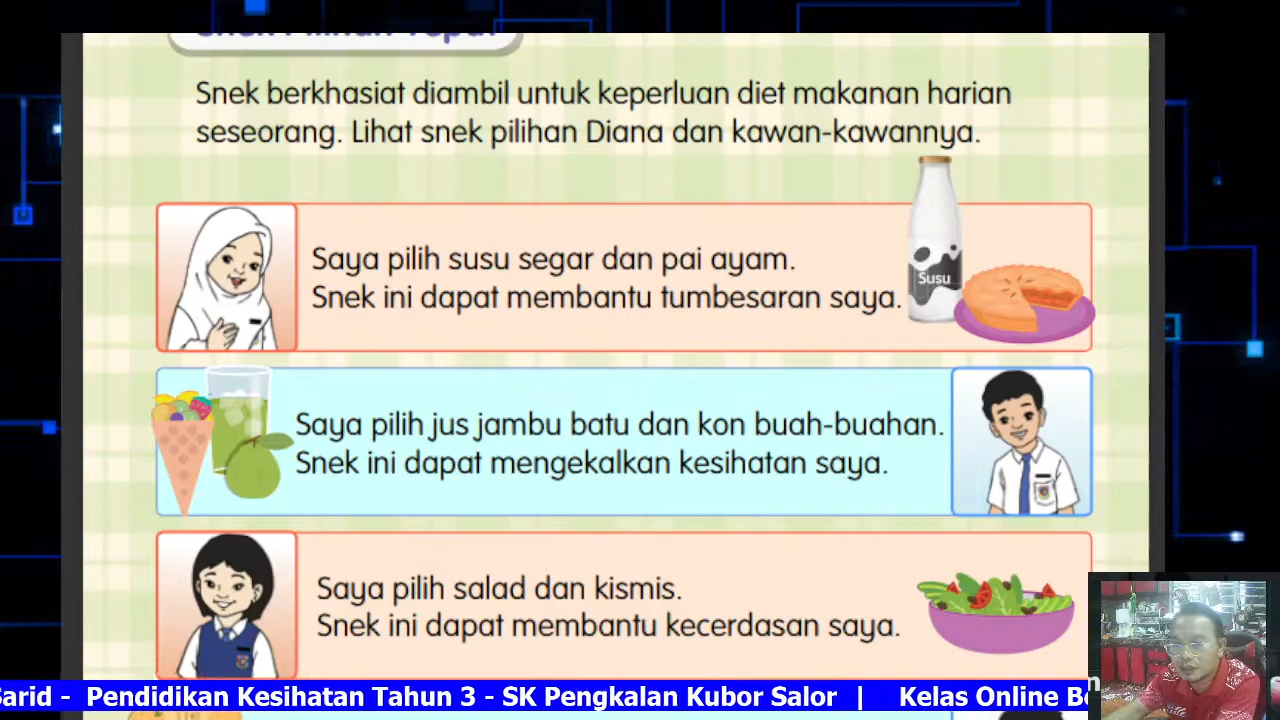 Snek berkhasiat diambil untuk keperluan diet makanan harian
seseorang. Lihat snek pilihan Diana dan kawan-kawannya.
Saya pilih susu segar dan pai ayam.
Snek ini dapat membantu tumbesaran saya.
Susu
Saya pilih jus jambu batu dan kon buah-buahan.
Snek ini dapat mengekalkan kesihatan saya.
Saya pilih salad dan kismis.
Snek ini dapat membantu kecerdasan saya.
- Pendidikan Kesihatan Tahun 3 - SK Pengkalan Kubor Salor | Kelas Online